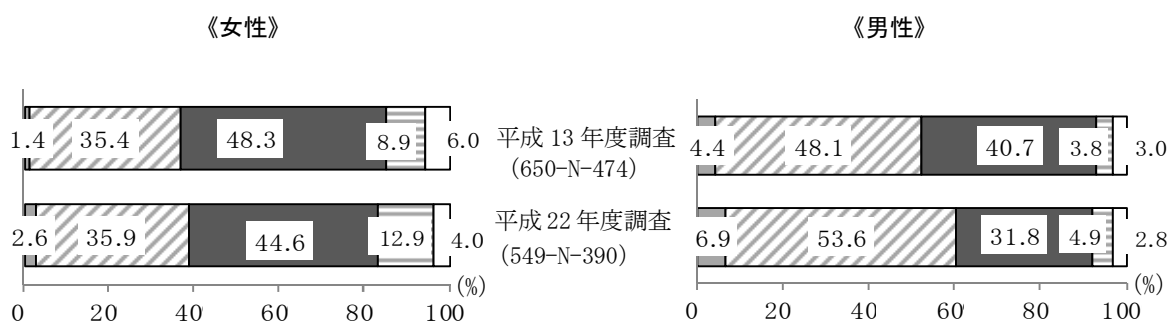 《女性》
《男性》
1.4 35.4 48.3 8.9 6.0
平成 13 年度調査
(650-N-474)
4.4 48.1 40.7 3.8 3.0
2.6 35.9 44.6 12.9 4.0
平成 22 年度調査
(549-N-390)
6.9 53.6 31.8 4.9 2.8
(%)
0 20 40 60 80 100
(%)
0 20 40 60 80 100